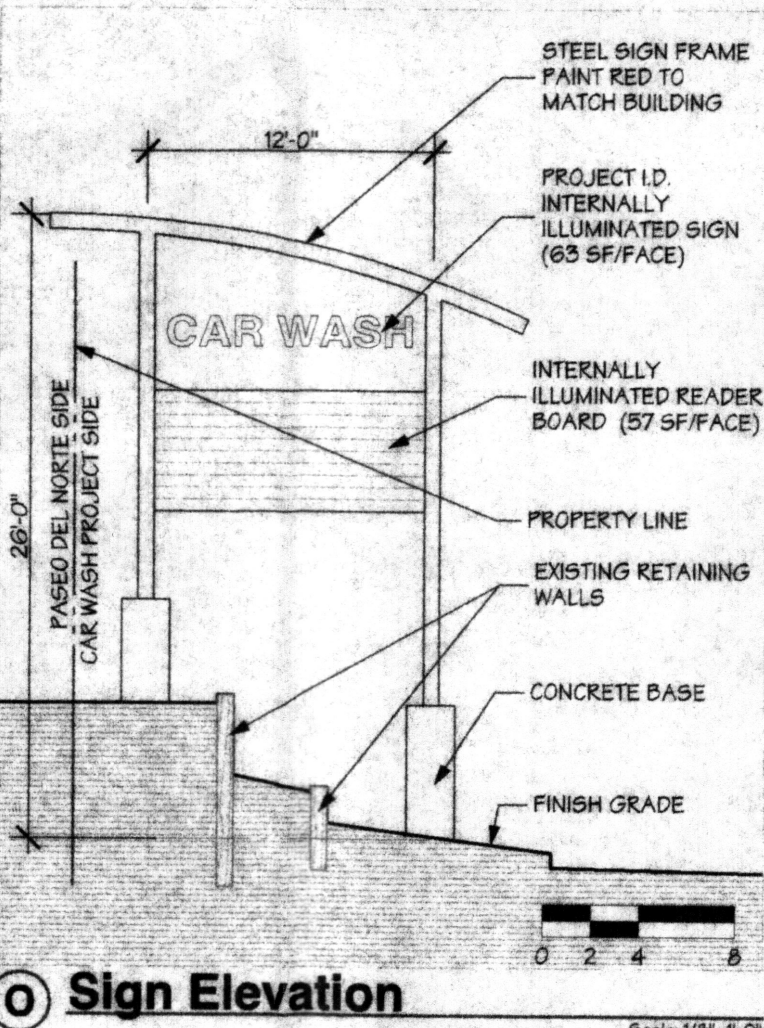 STEEL SIGN FRAME
PAINT RED TO
MATCH BUILDING
12'-0"
PROJECT I.D.
INTERNALLY
ILLUMINATED SIGN
(63 SF/FACE)
CAR WASH
INTERNALLY
ILLUMINATED READER
BOARD (57 SF/FACE)
26'-0"
PASEO DEL NORTE SIDE
CAR WASH PROJECT SIDE
PROPERTY LINE
EXISTING RETAINING
WALLS
CONCRETE BASE
FINISH GRADE
0 2 4 8
O Sign Elevation